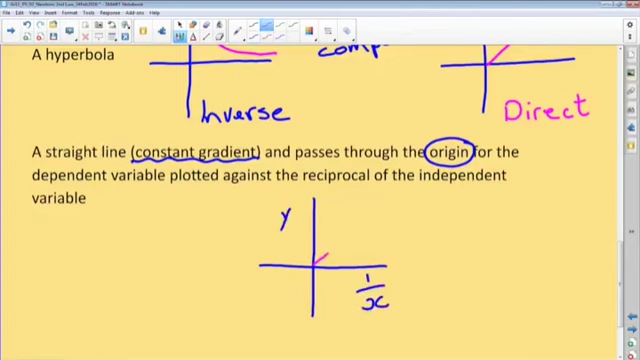 File Edit View Insert Format Tools Add-ons Response Help
A hyperbola
Inverse
Direct
A straight line (constant gradient) and passes through the origin for the
dependent variable plotted against the reciprocal of the independent
variable
y
1
x